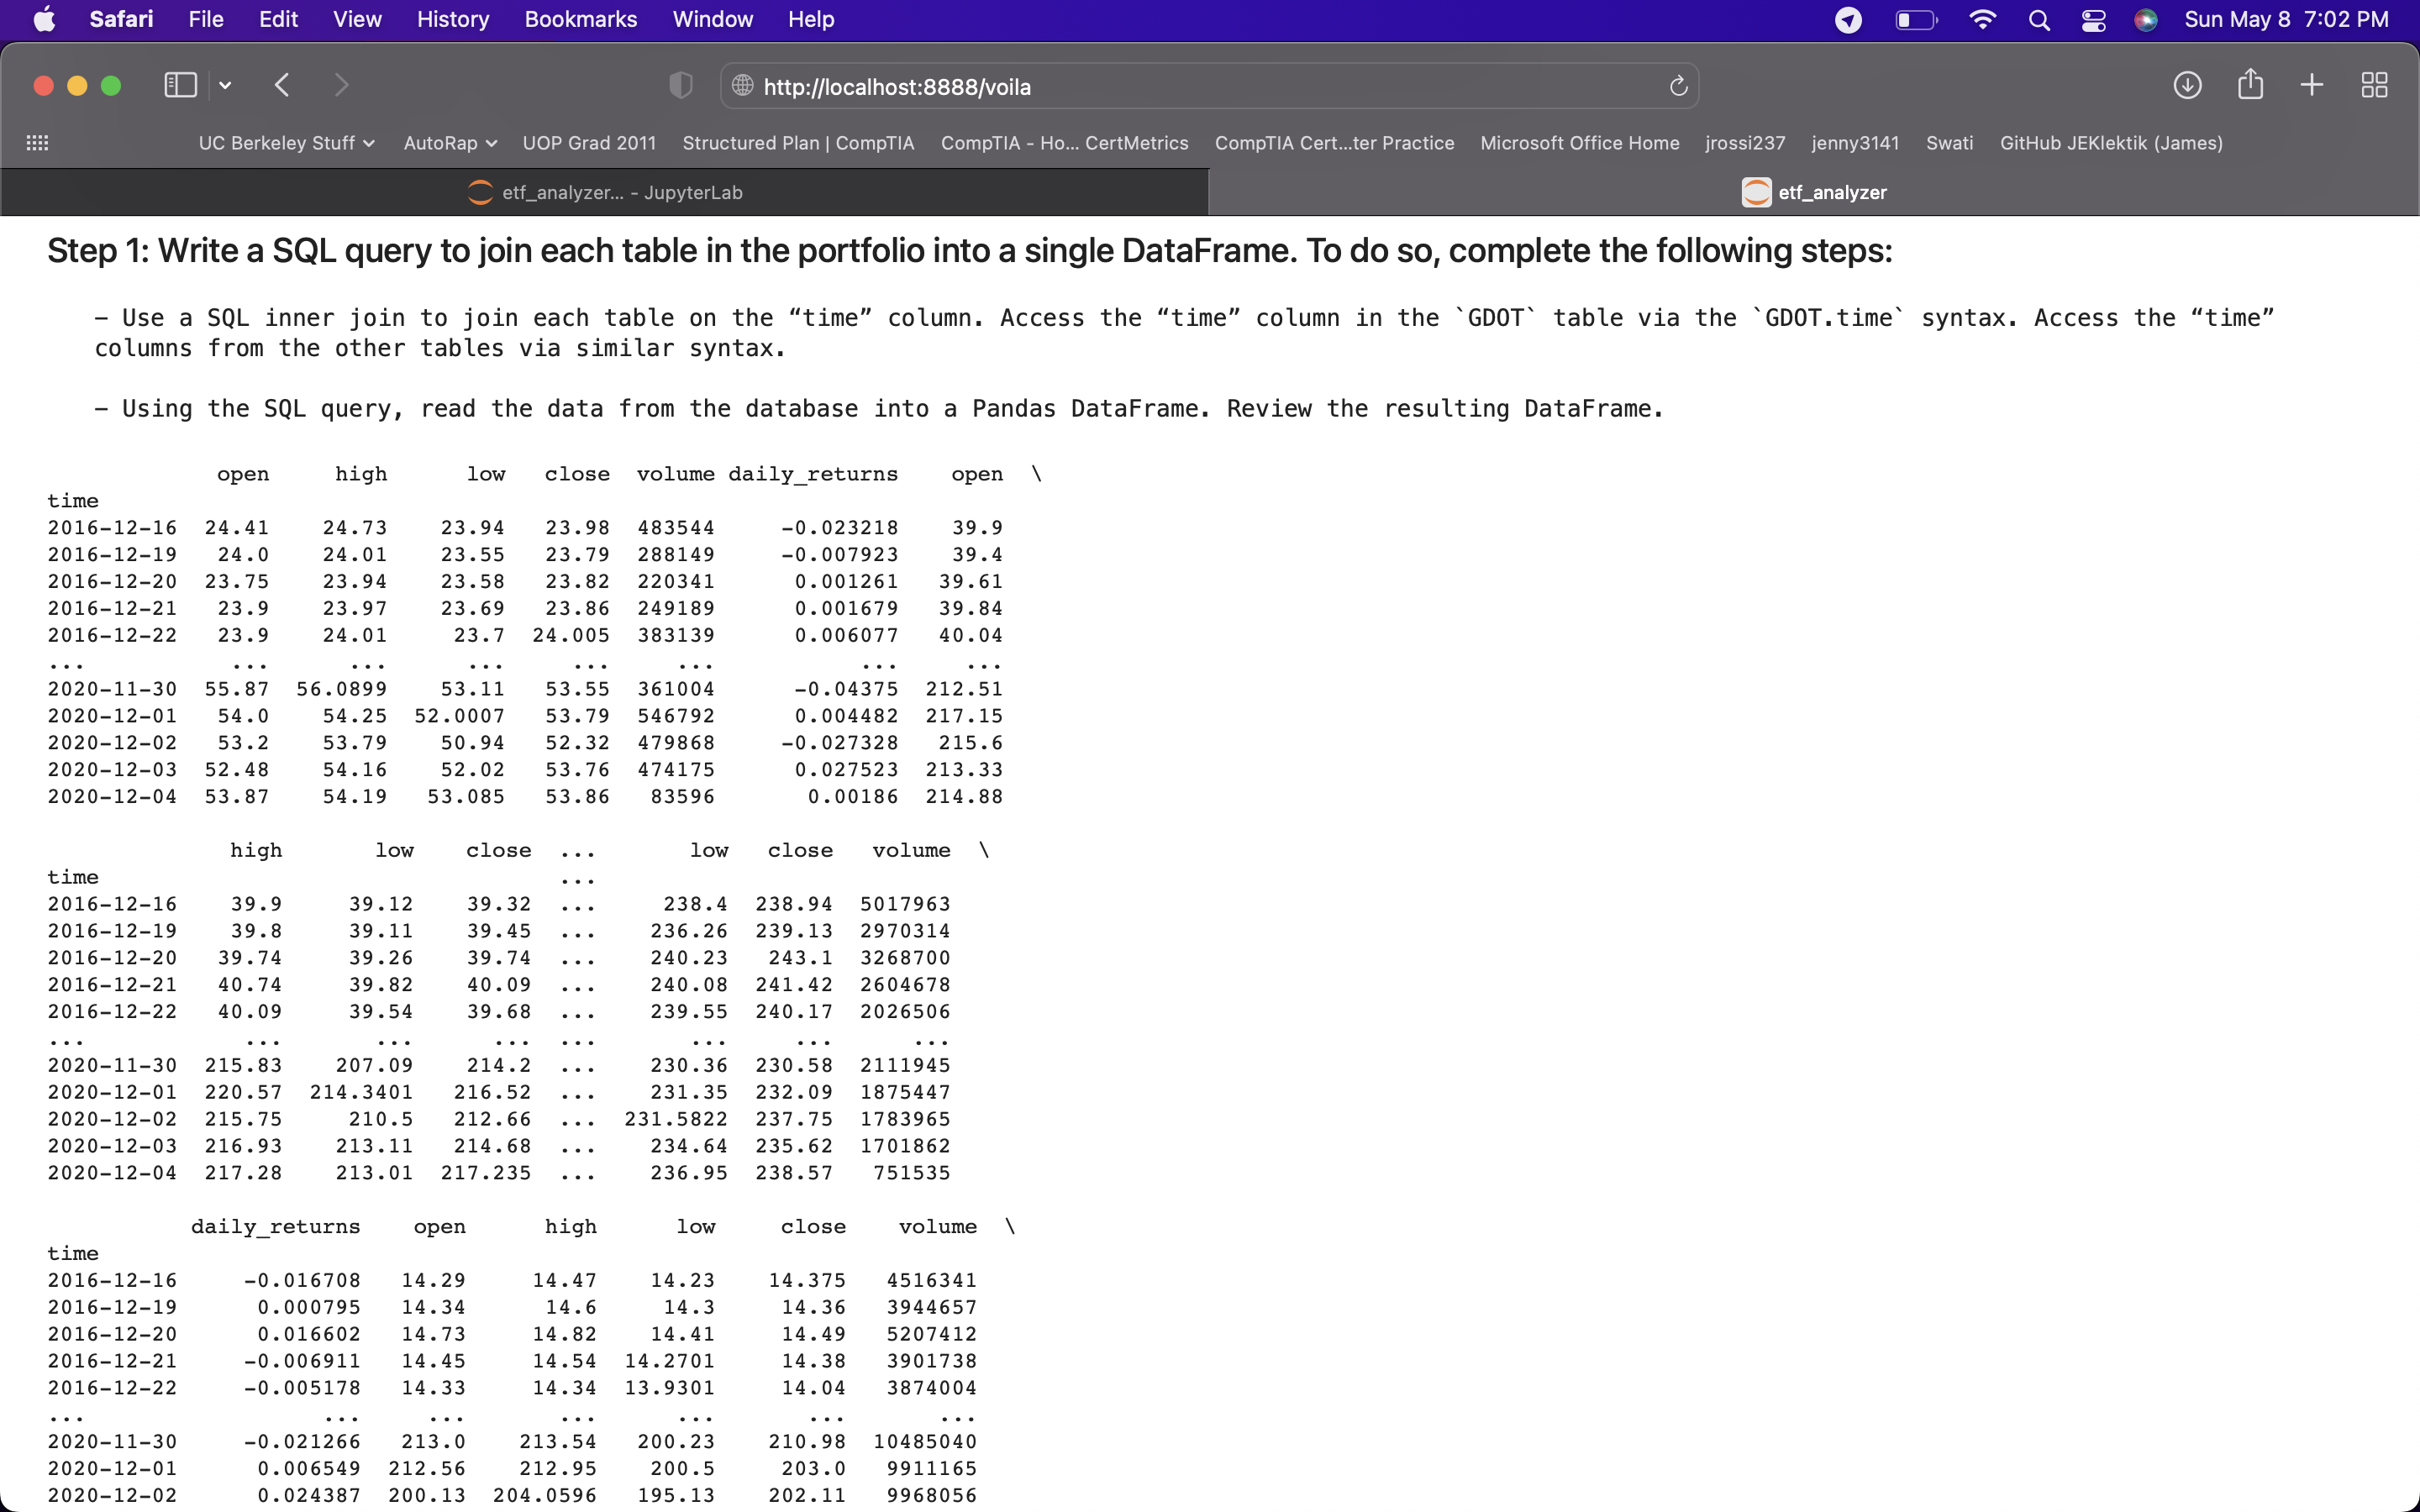 Safari File Edit View History Bookmarks Window Help Sun May 8 7:02 PM
http://localhost:8888/voila
UC Berkeley Stuff AutoRap UOP Grad 2011 Structured Plan | CompTIA CompTIA - Ho... CertMetrics CompTIA Cert...ter Practice Microsoft Office Home jrossi237 jenny3141 Swati GitHub JEKlektik (James)
etf_analyzer... - JupyterLab etf_analyzer
Step 1: Write a SQL query to join each table in the portfolio into a single DataFrame. To do so, complete the following steps:
– Use a SQL inner join to join each table on the “time” column. Access the “time” column in the `GDOT` table via the `GDOT.time` syntax. Access the “time”
columns from the other tables via similar syntax.
– Using the SQL query, read the data from the database into a Pandas DataFrame. Review the resulting DataFrame.
open high low close volume daily_returns open \
time
2016-12-16 24.41 24.73 23.94 23.98 483544 -0.023218 39.9
2016-12-19 24.0 24.01 23.55 23.79 288149 -0.007923 39.4
2016-12-20 23.75 23.94 23.58 23.82 220341 0.001261 39.61
2016-12-21 23.9 23.97 23.69 23.86 249189 0.001679 39.84
2016-12-22 23.9 24.01 23.7 24.005 383139 0.006077 40.04
... ... ... ... ... ... ... ...
2020-11-30 55.87 56.0899 53.11 53.55 361004 -0.04375 212.51
2020-12-01 54.0 54.25 52.0007 53.79 546792 0.004482 217.15
2020-12-02 53.2 53.79 50.94 52.32 479868 -0.027328 215.6
2020-12-03 52.48 54.16 52.02 53.76 474175 0.027523 213.33
2020-12-04 53.87 54.19 53.085 53.86 83596 0.00186 214.88
high low close ... low close volume \
time ...
2016-12-16 39.9 39.12 39.32 ... 238.4 238.94 5017963
2016-12-19 39.8 39.11 39.45 ... 236.26 239.13 2970314
2016-12-20 39.74 39.26 39.74 ... 240.23 243.1 3268700
2016-12-21 40.74 39.82 40.09 ... 240.08 241.42 2604678
2016-12-22 40.09 39.54 39.68 ... 239.55 240.17 2026506
... ... ... ... ... ... ... ...
2020-11-30 215.83 207.09 214.2 ... 230.36 230.58 2111945
2020-12-01 220.57 214.3401 216.52 ... 231.35 232.09 1875447
2020-12-02 215.75 210.5 212.66 ... 231.5822 237.75 1783965
2020-12-03 216.93 213.11 214.68 ... 234.64 235.62 1701862
2020-12-04 217.28 213.01 217.235 ... 236.95 238.57 751535
daily_returns open high low close volume \
time
2016-12-16 -0.016708 14.29 14.47 14.23 14.375 4516341
2016-12-19 0.000795 14.34 14.6 14.3 14.36 3944657
2016-12-20 0.016602 14.73 14.82 14.41 14.49 5207412
2016-12-21 -0.006911 14.45 14.54 14.2701 14.38 3901738
2016-12-22 -0.005178 14.33 14.34 13.9301 14.04 3874004
... ... ... ... ... ... ...
2020-11-30 -0.021266 213.0 213.54 200.23 210.98 10485040
2020-12-01 0.006549 212.56 212.95 200.5 203.0 9911165
2020-12-02 0.024387 200.13 204.0596 195.13 202.11 9968056